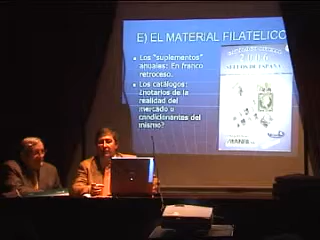 E) EL MATERIAL FILATELICO
Los "suplementos"
anuales: En franco
retroceso.
Los catálogos:
¿notarios de la
realidad del
mercado o
condicionantes del
mismo?
SELLOS DE ESPAÑA